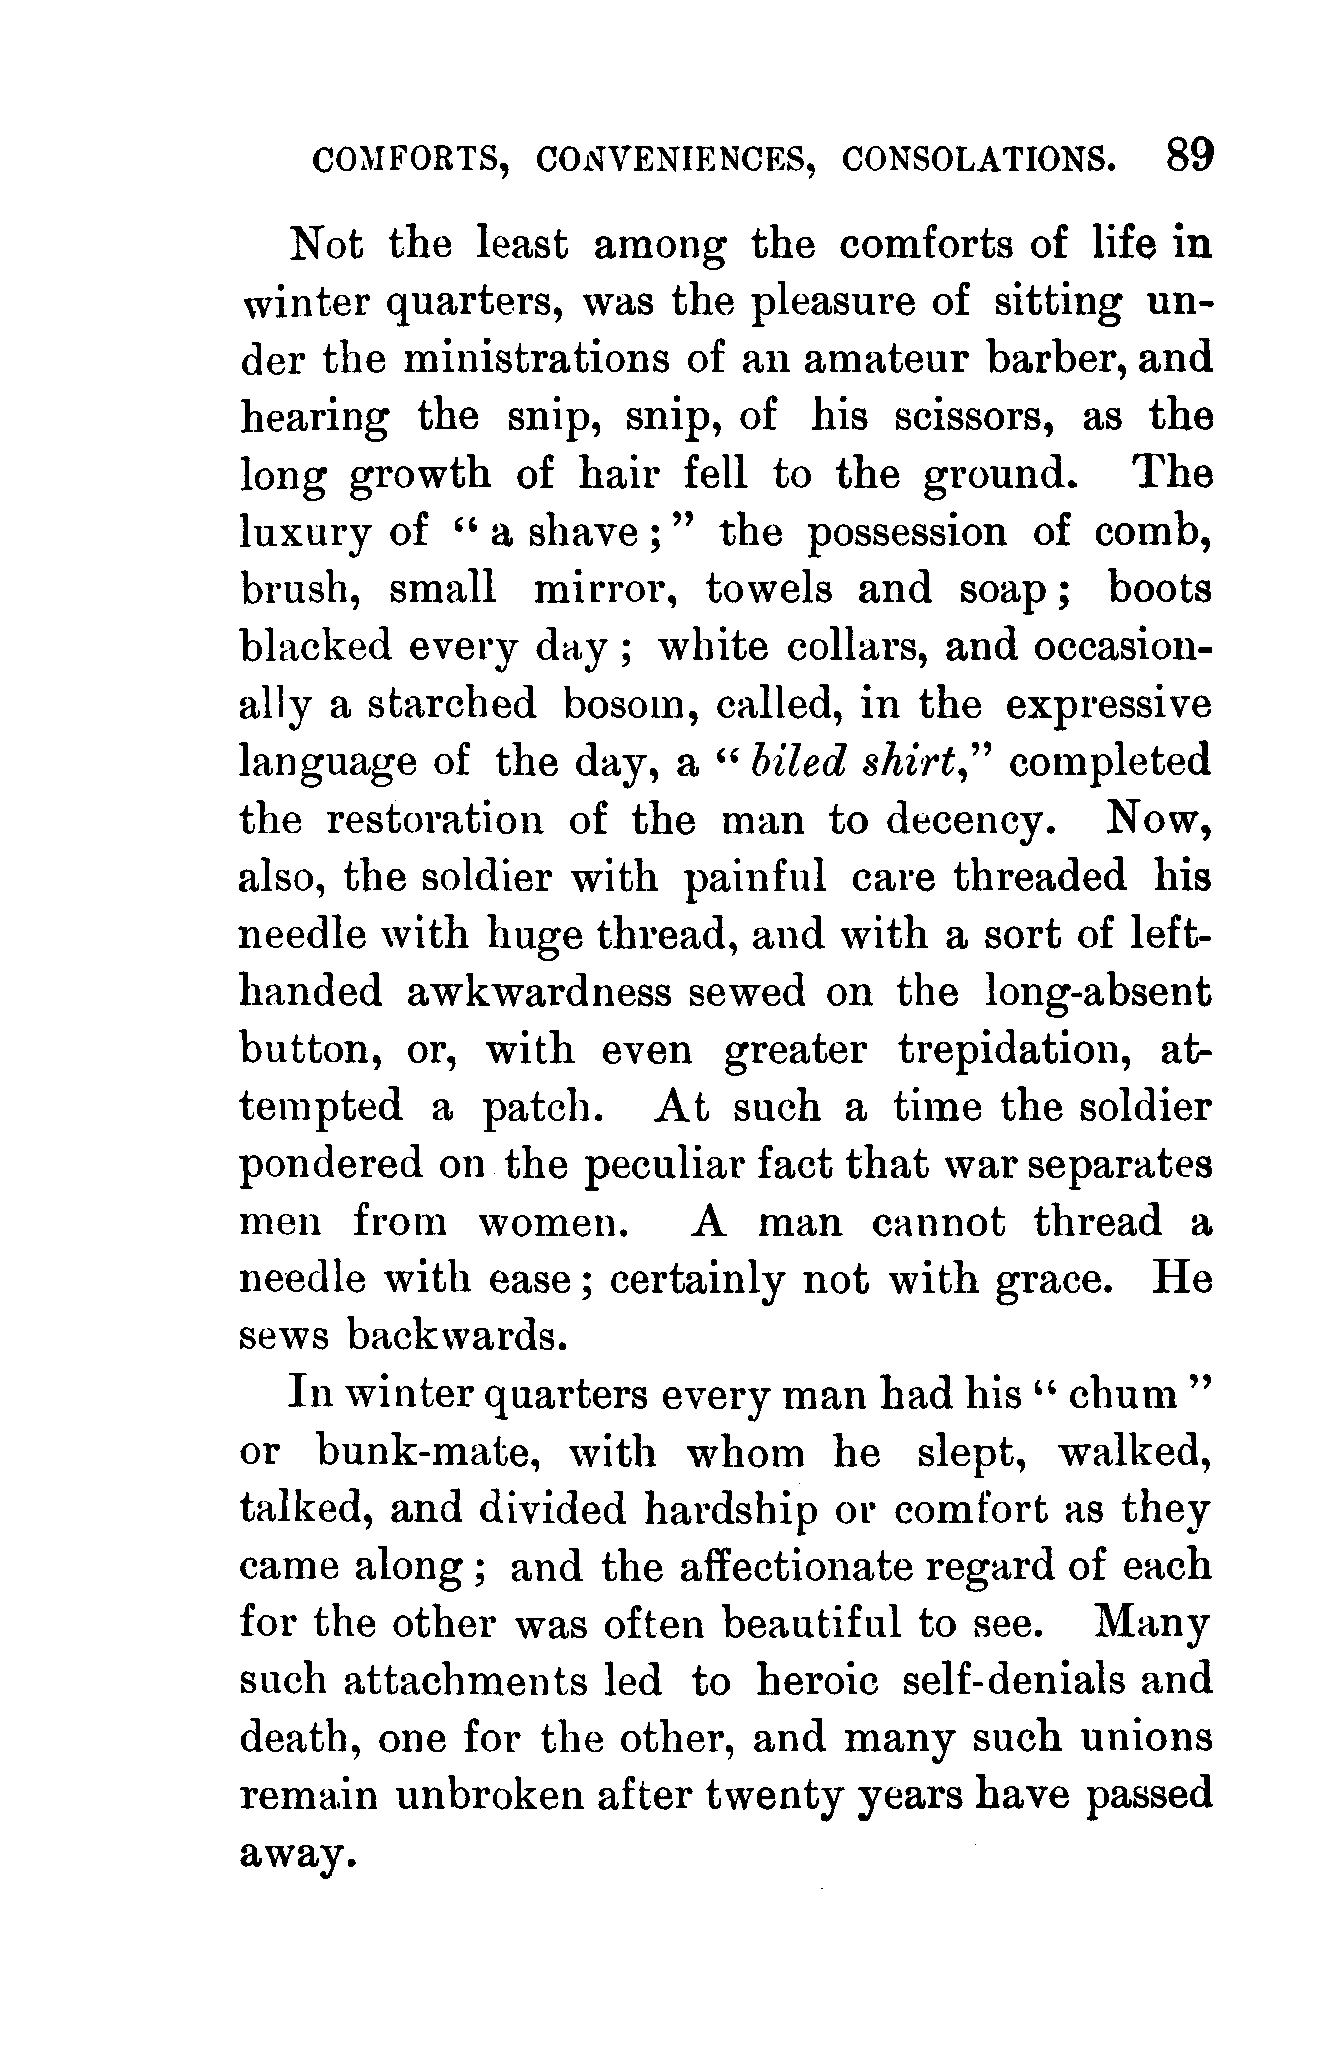 COMFORTS, CONVENIENCES, CONSOLATIONS. 89
Not the least among the comforts of life in
winter quarters, was the pleasure of sitting un-
der the ministrations of an amateur barber, and
hearing the snip, snip, of his scissors, as the
long growth of hair fell to the ground. The
luxury of " a shave ; " the possession of comb,
brush, small mirror, towels and soap ; boots
blacked every day ; white collars, and occasion-
ally a starched bosom, called, in the expressive
language of the day, a " biled shirt," completed
the restoration of the man to decency. Now,
also, the soldier with painful care threaded his
needle with huge thread, and with a sort of left-
handed awkwardness sewed on the long-absent
button, or, with even greater trepidation, at-
tempted a patch. At such a time the soldier
pondered on the peculiar fact that war separates
men from women. A man cannot thread a
needle with ease ; certainly not with grace. He
sews backwards.
In winter quarters every man had his " chum "
or bunk-mate, with whom he slept, walked,
talked, and divided hardship or comfort as they
came along ; and the affectionate regard of each
for the other was often beautiful to see. Many
such attachments led to heroic self-denials and
death, one for the other, and many such unions
remain unbroken after twenty years have passed
away.